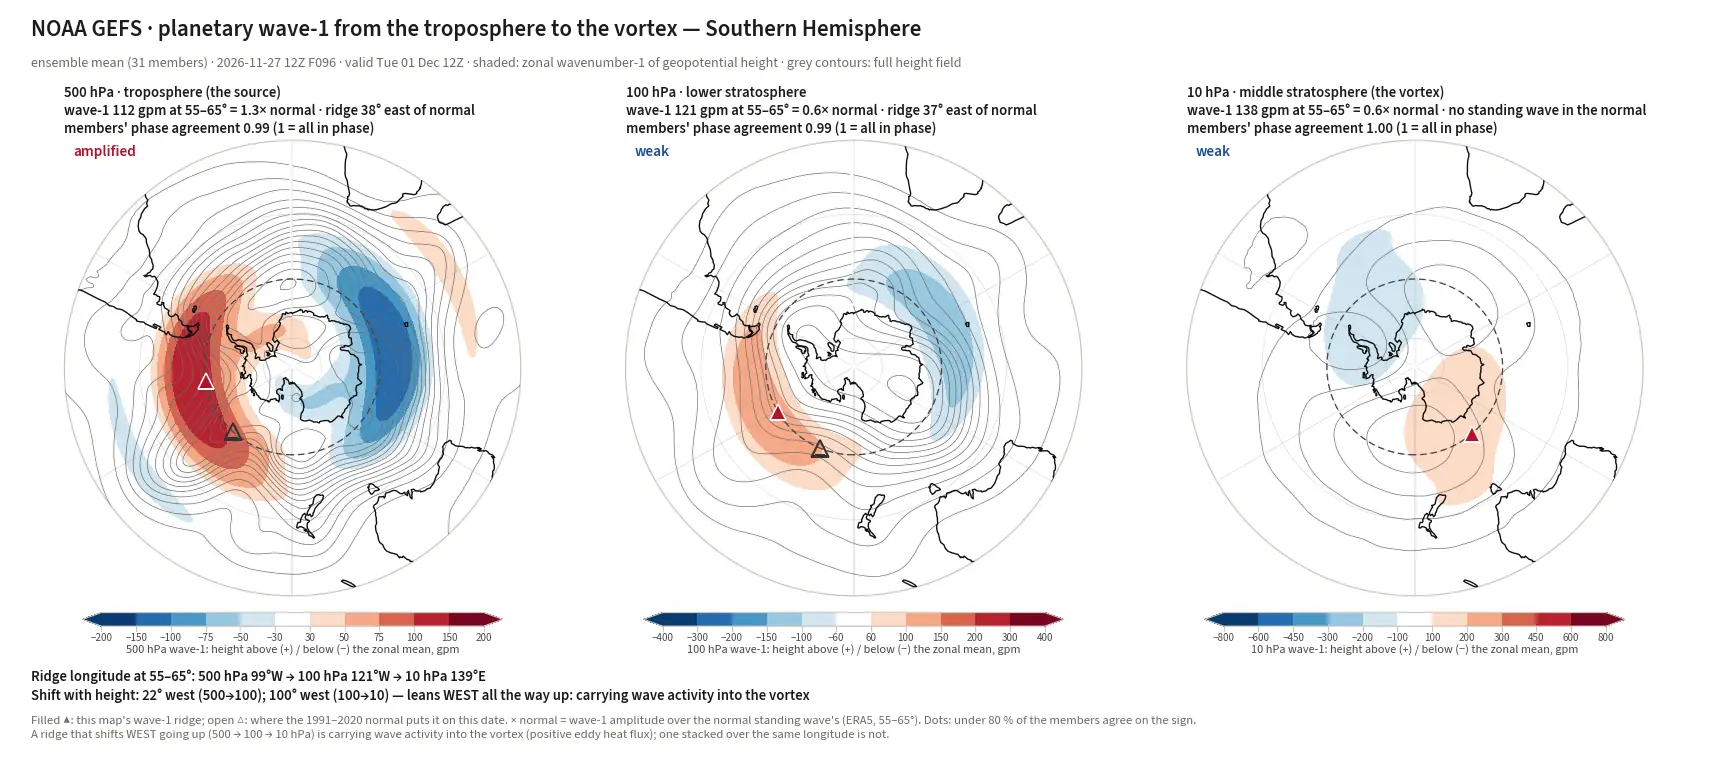 NOAA GEFS · planetary wave-1 from the troposphere to the vortex — Southern Hemisphere
ensemble mean (31 members) · 2026-11-27 12Z F096 · valid Tue 01 Dec 12Z · shaded: zonal wavenumber-1 of geopotential height · grey contours: full height field
500 hPa · troposphere (the source)
wave-1 112 gpm at 55–65° = 1.3× normal · ridge 38° east of normal
members' phase agreement 0.99 (1 = all in phase)
amplified
100 hPa · lower stratosphere
wave-1 121 gpm at 55–65° = 0.6× normal · ridge 37° east of normal
members' phase agreement 0.99 (1 = all in phase)
weak
10 hPa · middle stratosphere (the vortex)
wave-1 138 gpm at 55–65° = 0.6× normal · no standing wave in the normal
members' phase agreement 1.00 (1 = all in phase)
weak
−200 −150 −100 −75 −50 −30 30 50 75 100 150 200
500 hPa wave-1: height above (+) / below (−) the zonal mean, gpm
−400 −300 −200 −150 −100 −60 60 100 150 200 300 400
100 hPa wave-1: height above (+) / below (−) the zonal mean, gpm
−800 −600 −450 −300 −200 −100 100 200 300 450 600 800
10 hPa wave-1: height above (+) / below (−) the zonal mean, gpm
Ridge longitude at 55–65°: 500 hPa 99°W → 100 hPa 121°W → 10 hPa 139°E
Shift with height: 22° west (500→100); 100° west (100→10) — leans WEST all the way up: carrying wave activity into the vortex
Filled ▲: this map's wave-1 ridge; open △: where the 1991–2020 normal puts it on this date. × normal = wave-1 amplitude over the normal standing wave's (ERA5, 55–65°). Dots: under 80 % of the members agree on the sign.
A ridge that shifts WEST going up (500 → 100 → 10 hPa) is carrying wave activity into the vortex (positive eddy heat flux); one stacked over the same longitude is not.